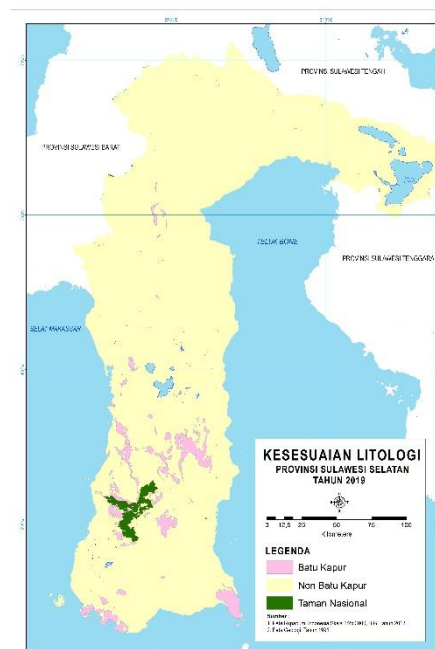 PROVINSI SULAWESI TENGAH
PROVINSI SULAWESI BARAT
TELUK BONE
PROVINSI SULAWESI TENGGARA
SELAT MAKASSAR
KESESUAIAN LITOLOGI
PROVINSI SULAWESI SELATAN
TAHUN 2019
25 50 75 100
Kilometers
LEGENDA
Batu Kapur
Non Batu Kapur
Taman Nasional
Sumber :